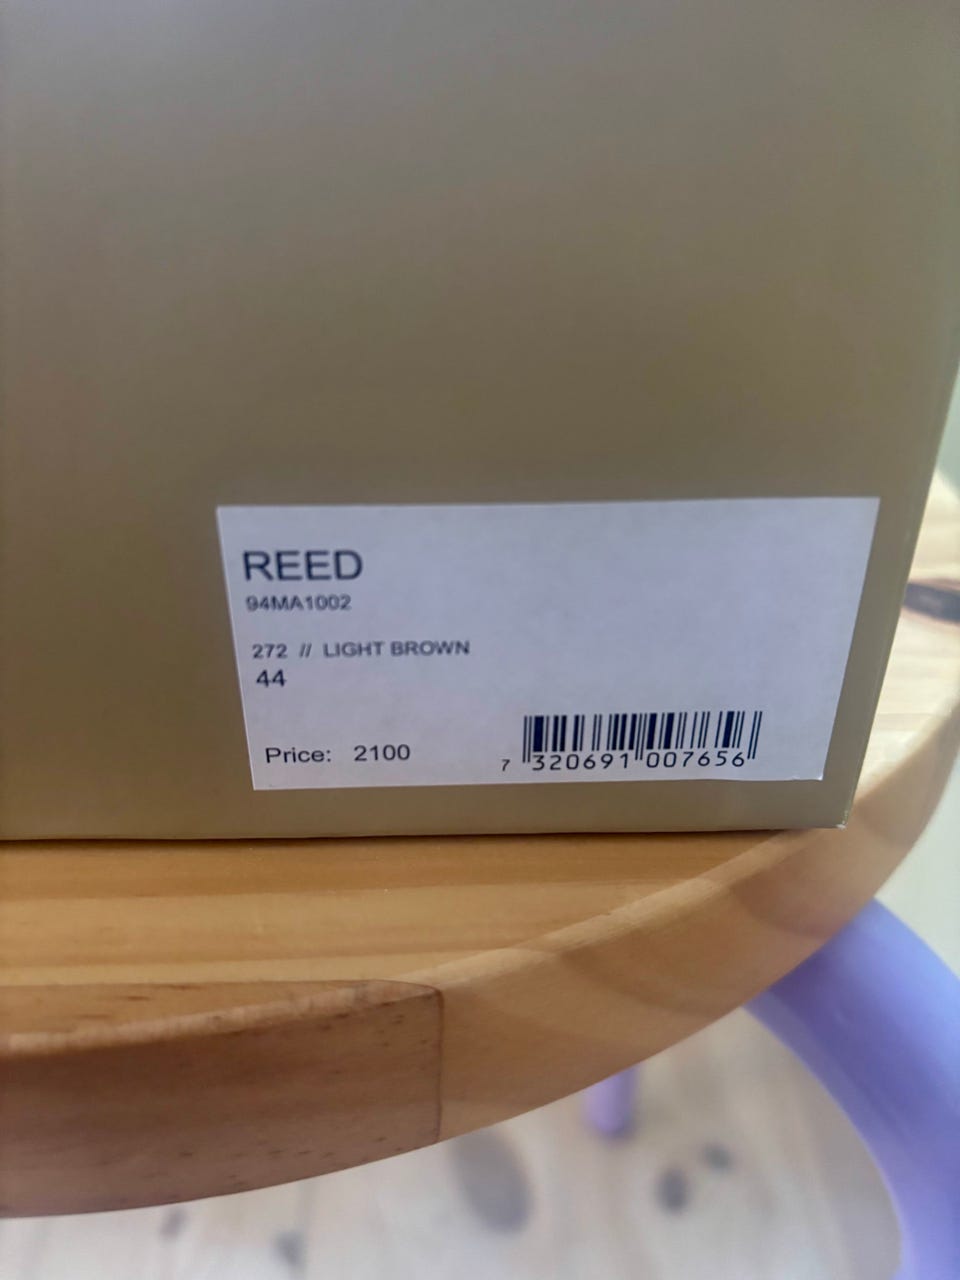 REED
94MA1002
272 // LIGHT BROWN
44
Price: 2100
7 320691 007656